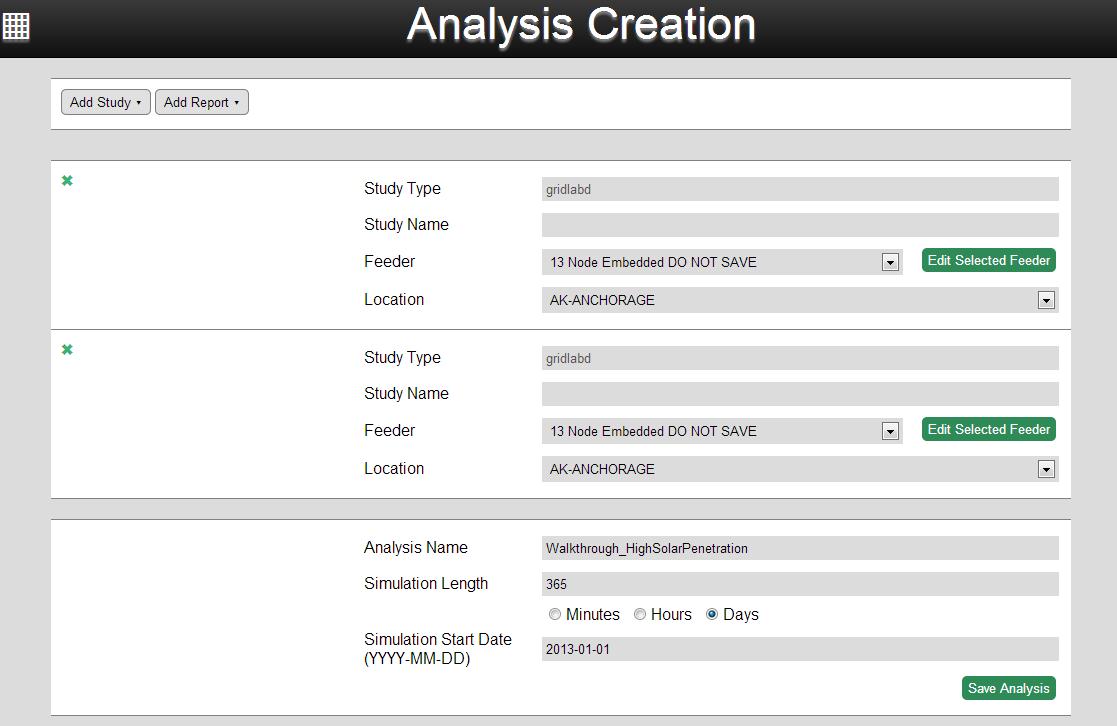 Analysis Creation
Add Study Add Report
Study Type gridlabd
Study Name
Feeder 13 Node Embedded DO NOT SAVE Edit Selected Feeder
Location AK-ANCHORAGE
Study Type gridlabd
Study Name
Feeder 13 Node Embedded DO NOT SAVE Edit Selected Feeder
Location AK-ANCHORAGE
Analysis Name Walkthrough_HighSolarPenetration
Simulation Length 365
Minutes Hours Days
Simulation Start Date
(YYYY-MM-DD) 2013-01-01
Save Analysis